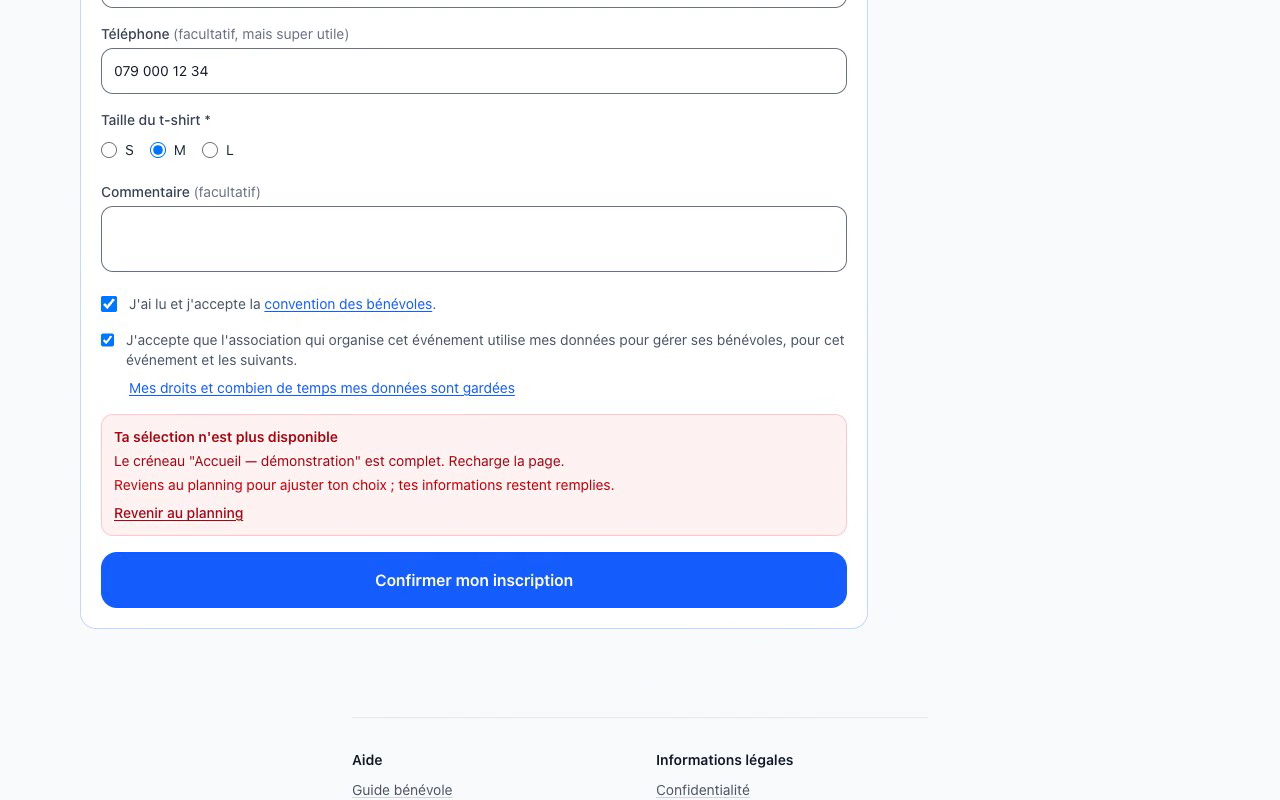 Téléphone (facultatif, mais super utile)
079 000 12 34
Taille du t-shirt *
S M L
Commentaire (facultatif)
J'ai lu et j'accepte la convention des bénévoles.
J'accepte que l'association qui organise cet événement utilise mes données pour gérer ses bénévoles, pour cet
événement et les suivants.
Mes droits et combien de temps mes données sont gardées
Ta sélection n'est plus disponible
Le créneau "Accueil — démonstration" est complet. Recharge la page.
Reviens au planning pour ajuster ton choix ; tes informations restent remplies.
Revenir au planning
Confirmer mon inscription
Aide
Guide bénévole
Informations légales
Confidentialité